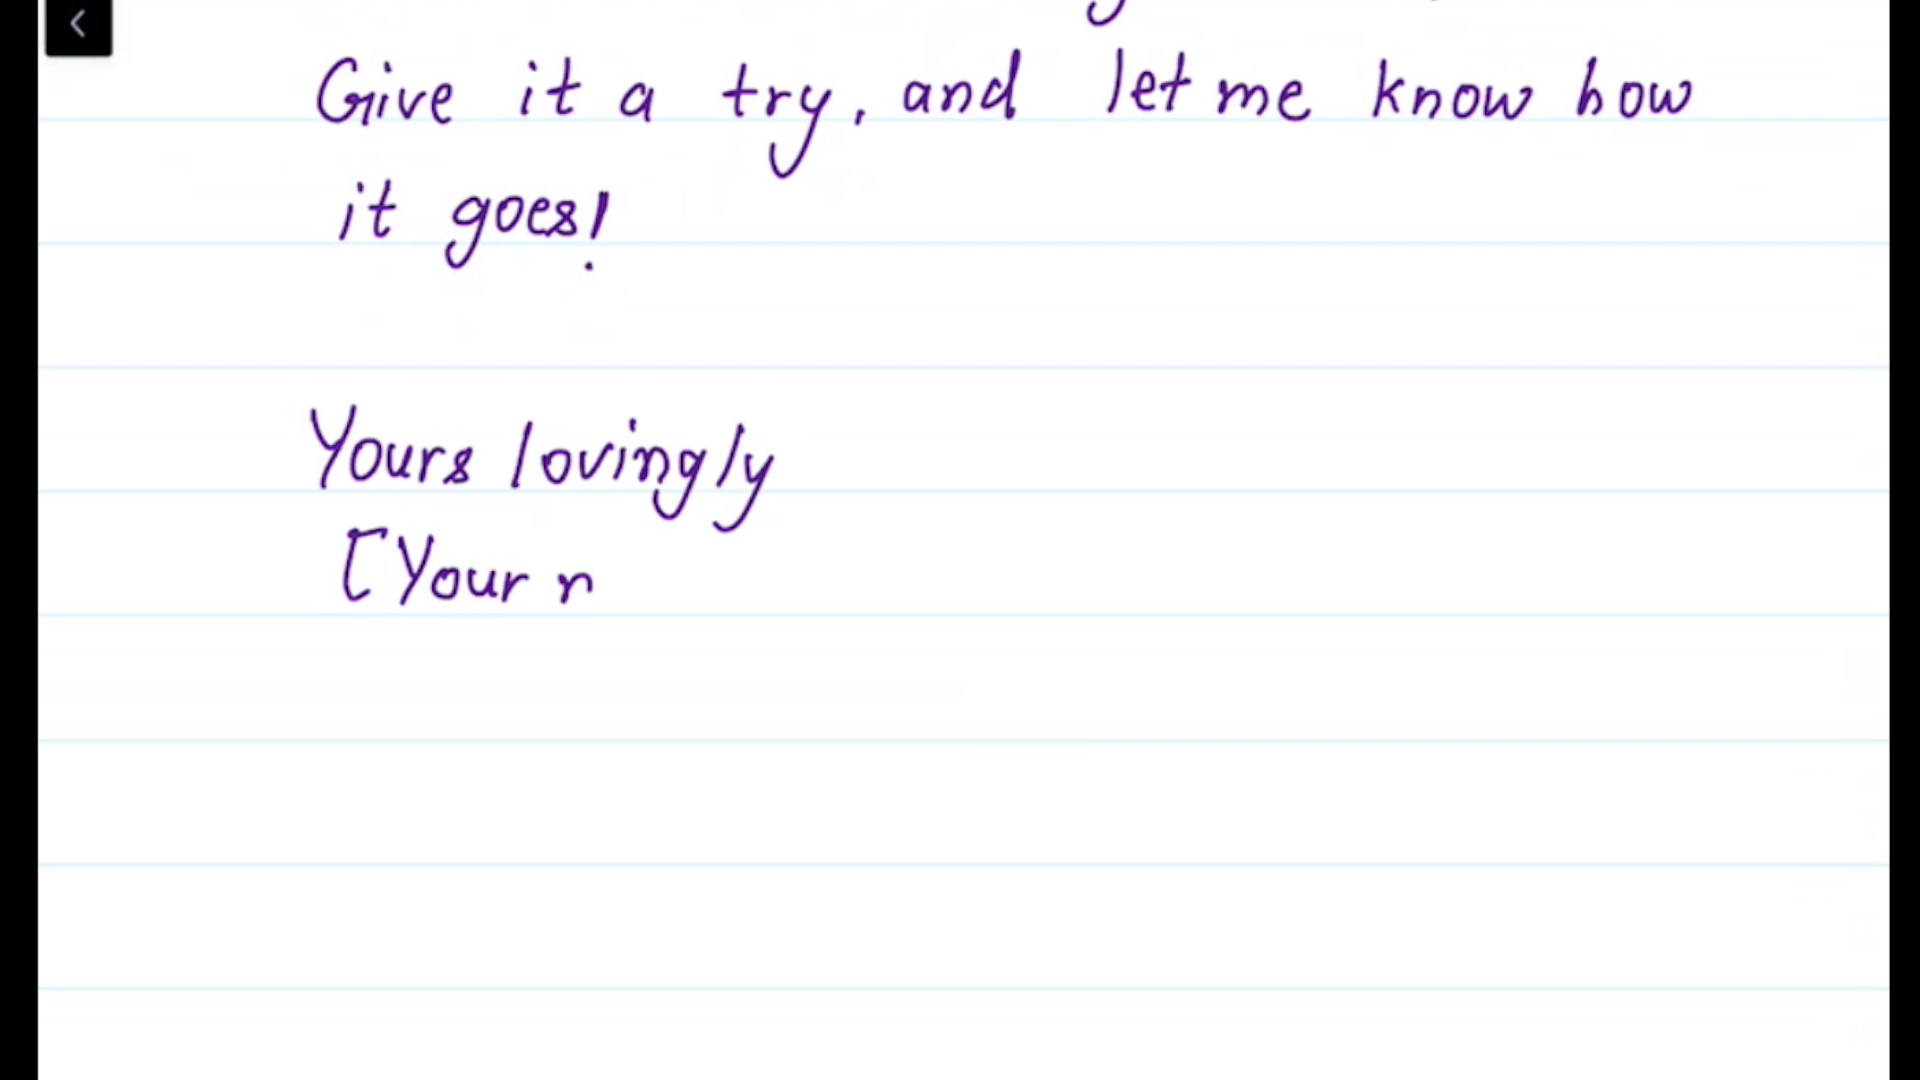 Give it a try, and let me know how
it goes!
Yours lovingly
[Your n